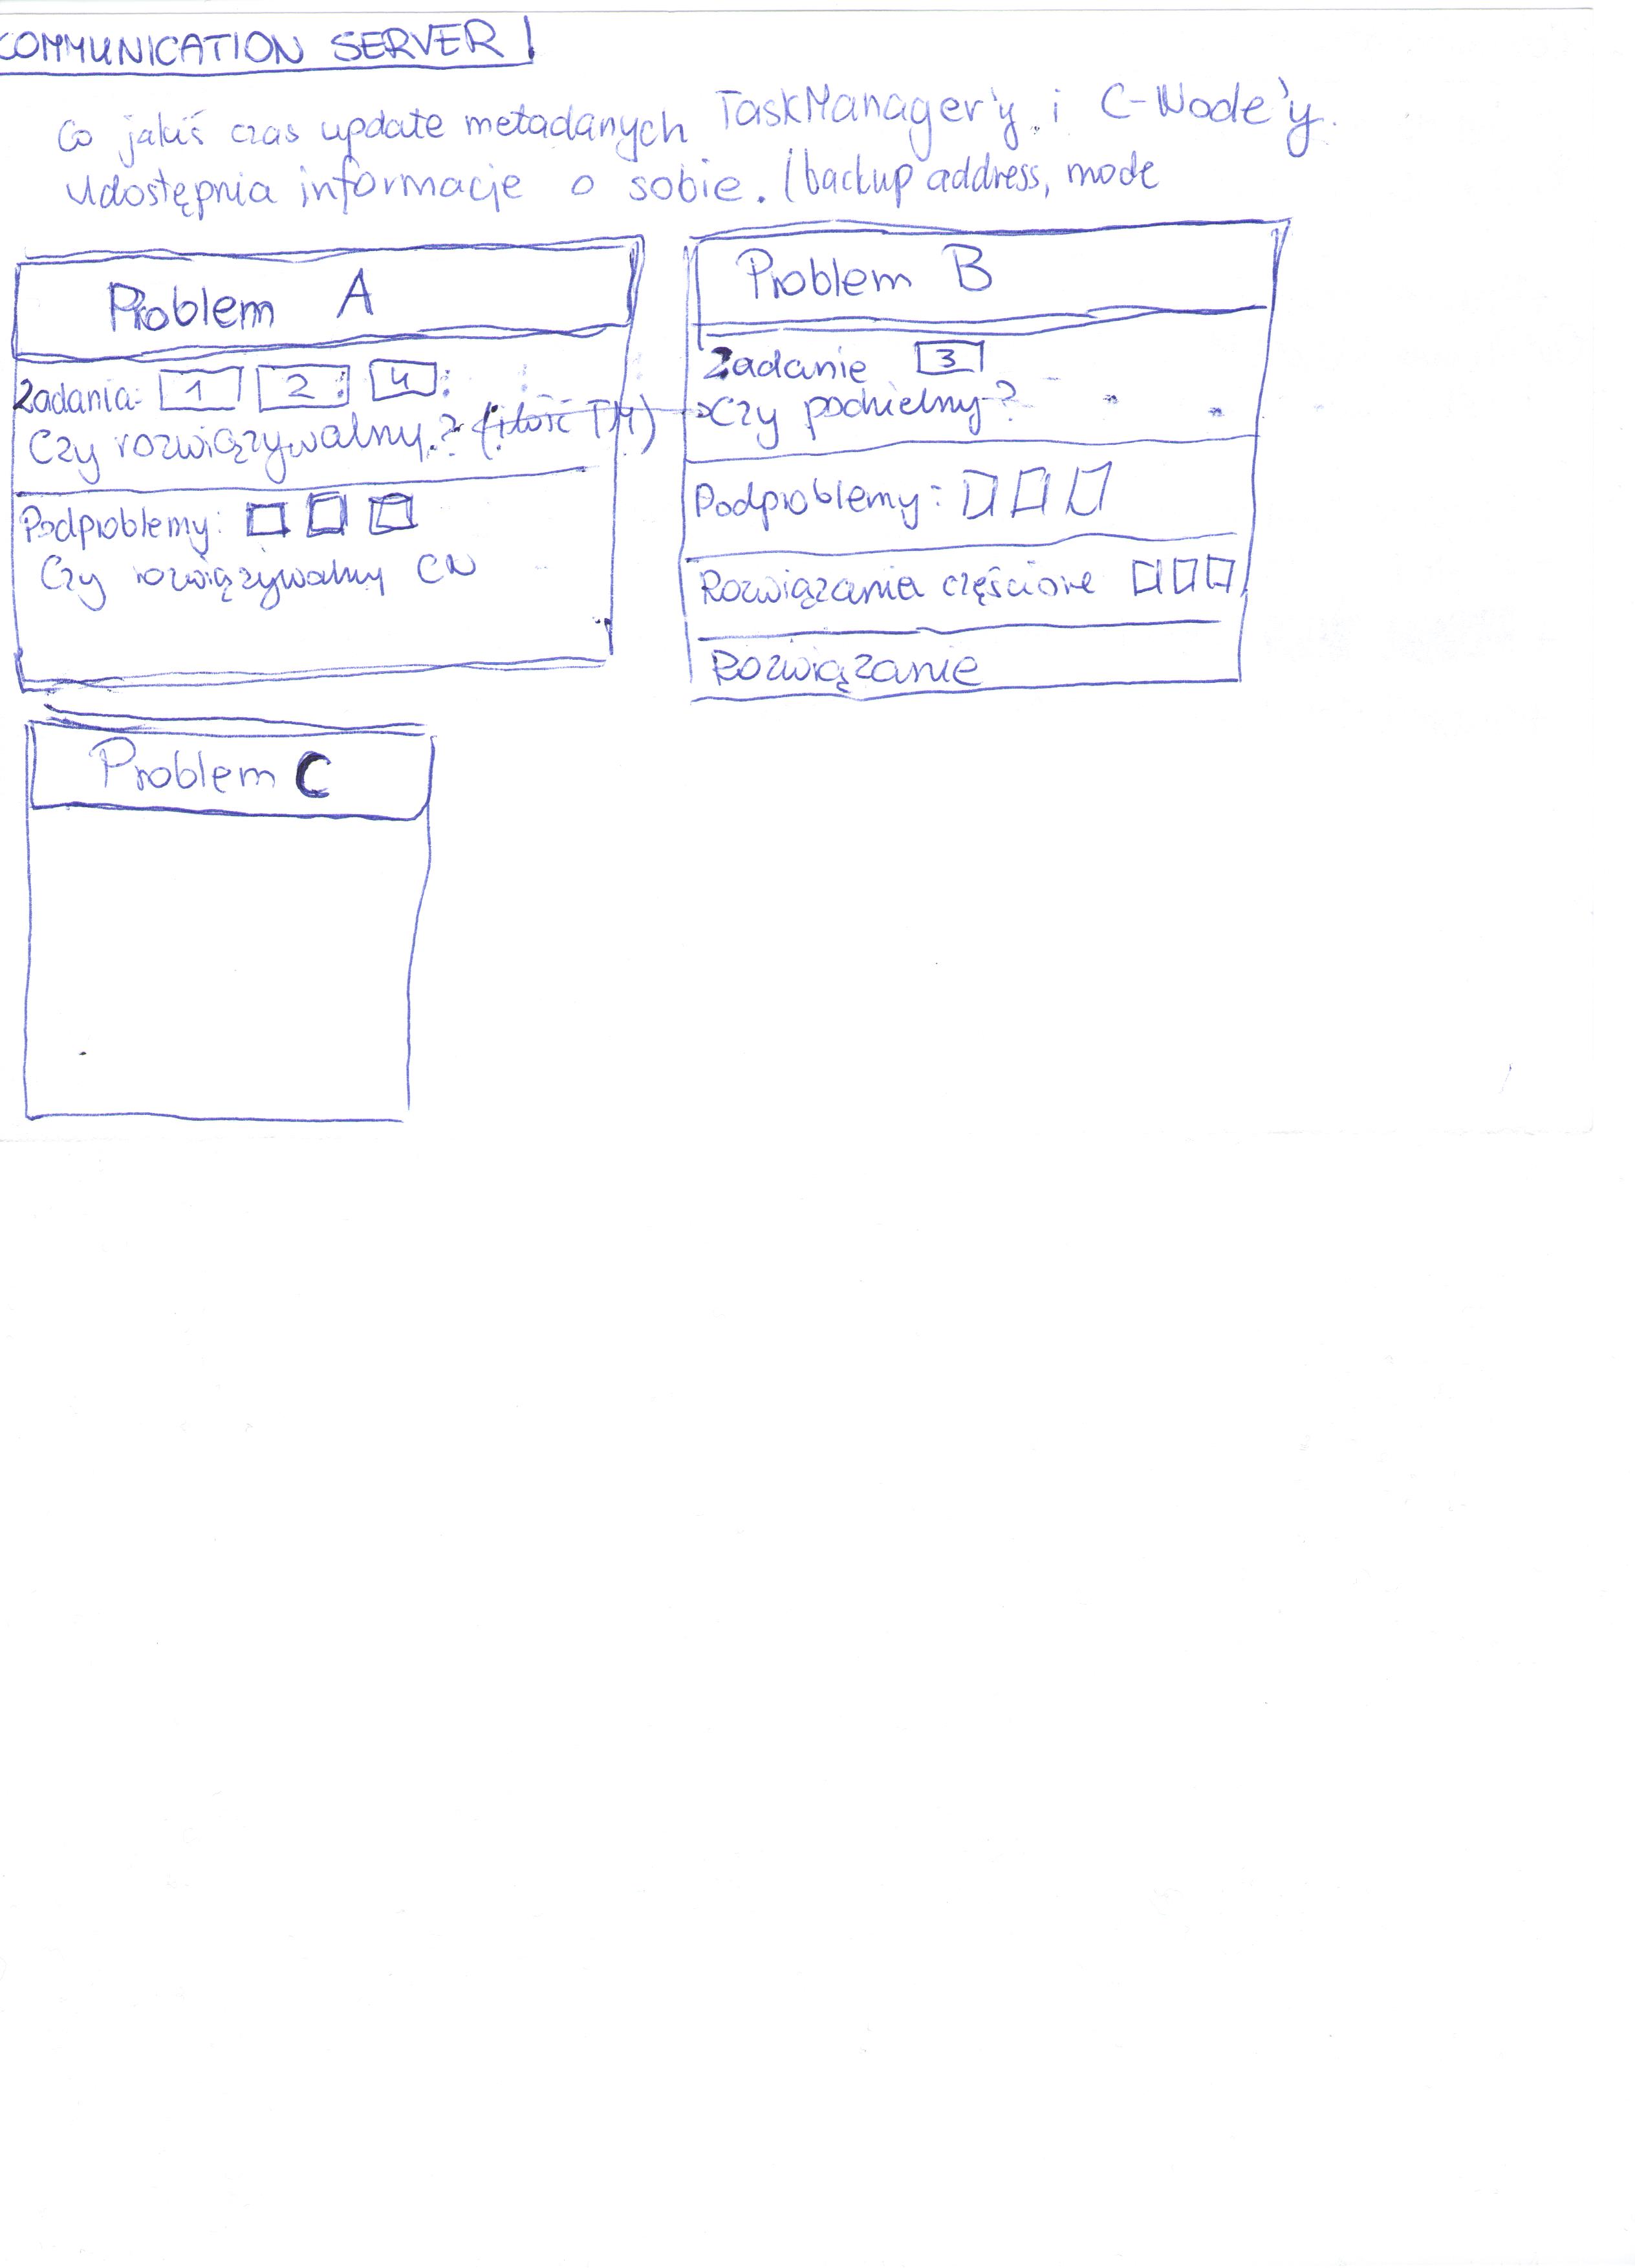 COMMUNICATION SERVER!
Co jakiś czas update metadanych TaskManager'y i C-Node'y.
Udostępnia informacje o sobie. (backup address, mode
Problem A
Zadania: 1 2 4
Czy rozwiązywalny? (ilość TM)
Podproblemy:
Czy rozwiązywalny CN
Problem B
Zadanie 3
Czy podzielny?
Podproblemy:
Rozwiązania częściowe
Rozwiązanie
Problem C